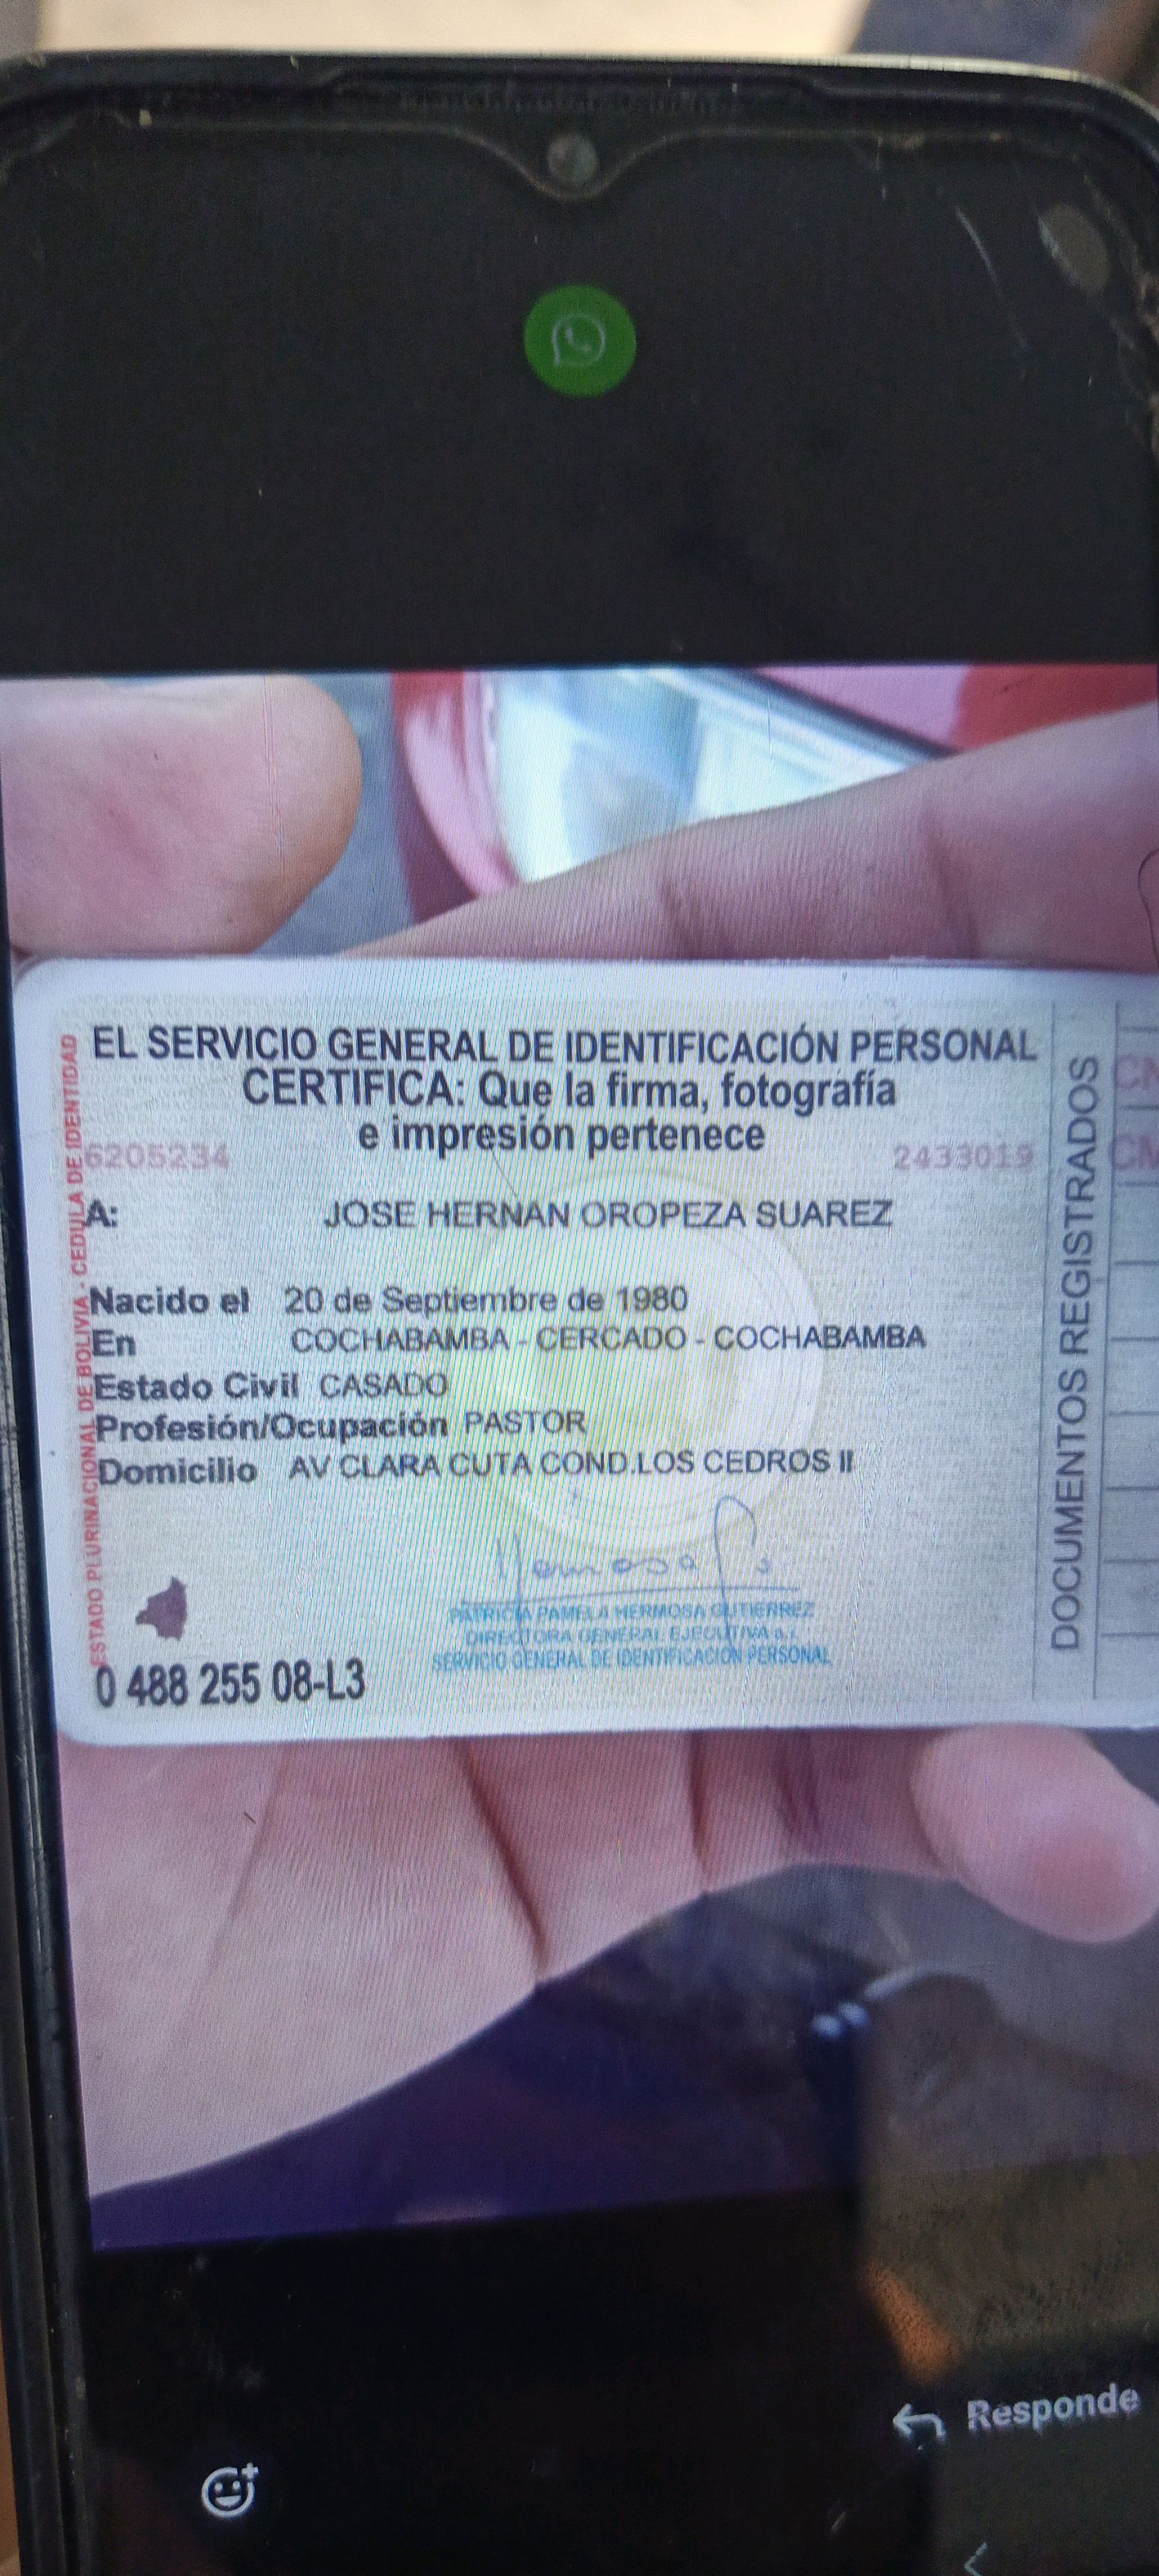 EL SERVICIO GENERAL DE IDENTIFICACIÓN PERSONAL
CERTIFICA: Que la firma, fotografía
e impresión pertenece
6205234 2433019
A: JOSE HERNAN OROPEZA SUAREZ
Nacido el 20 de Septiembre de 1980
En COCHABAMBA - CERCADO - COCHABAMBA
Estado Civil CASADO
Profesión/Ocupación PASTOR
Domicilio AV CLARA CUTA COND.LOS CEDROS II
PATRICIA PAMELA HERMOSA GUTIERREZ
DIRECTORA GENERAL EJECUTIVA a.i.
SERVICIO GENERAL DE IDENTIFICACIÓN PERSONAL
0 488 255 08-L3
ESTADO PLURINACIONAL DE BOLIVIA - CEDULA DE IDENTIDAD
DOCUMENTOS REGISTRADOS
CN
CM
Responde